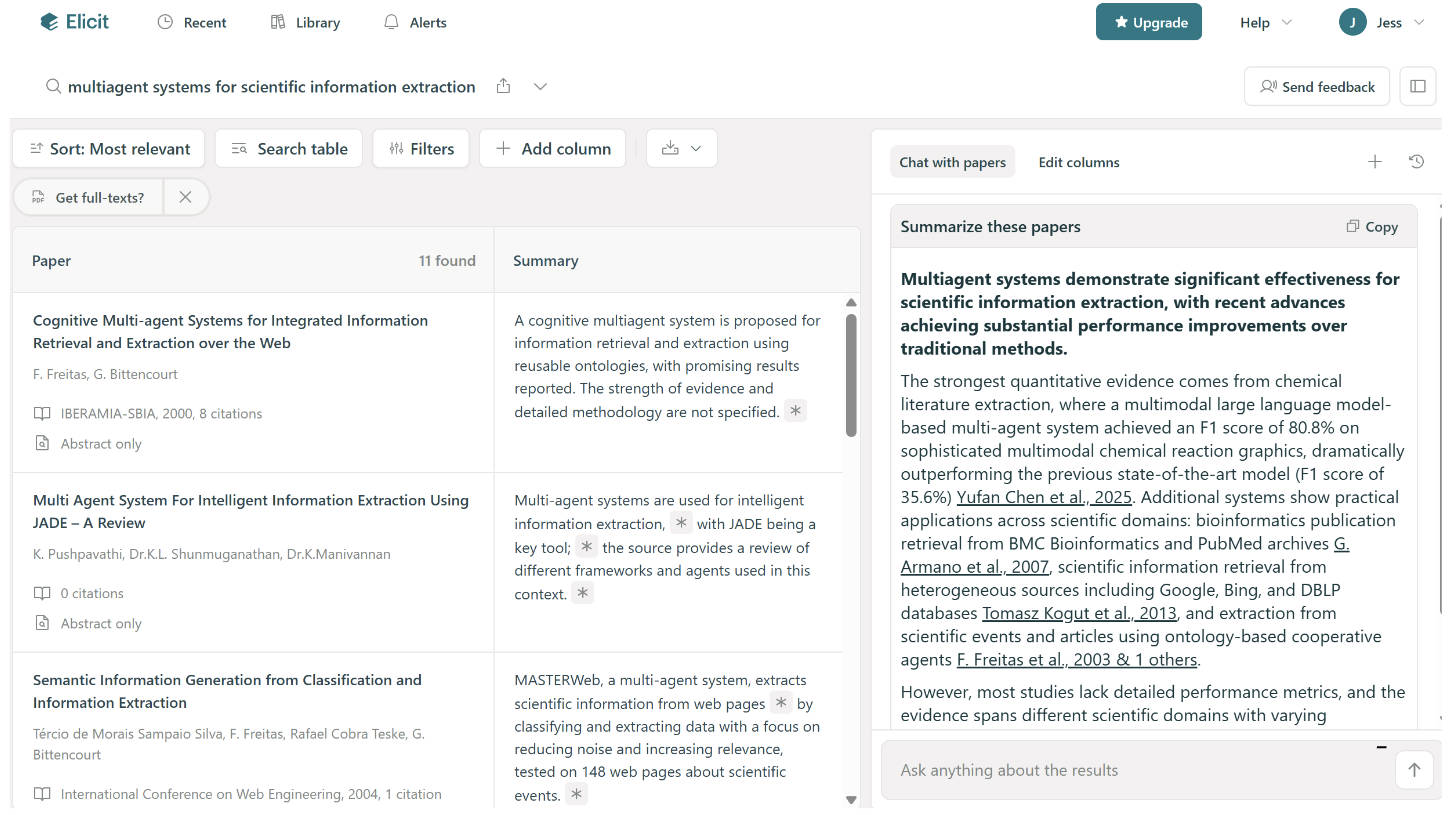 Elicit
Recent
Library
Alerts
Upgrade
Help
J
Jess
multiagent systems for scientific information extraction
Send feedback
Sort: Most relevant
Search table
Filters
Add column
PDF
Get full-texts?
Paper
11 found
Summary
Cognitive Multi-agent Systems for Integrated Information
Retrieval and Extraction over the Web
F. Freitas, G. Bittencourt
IBERAMIA-SBIA, 2000, 8 citations
Abstract only
A cognitive multiagent system is proposed for
information retrieval and extraction using
reusable ontologies, with promising results
reported. The strength of evidence and
detailed methodology are not specified. *
Multi Agent System For Intelligent Information Extraction Using
JADE – A Review
K. Pushpavathi, Dr.K.L. Shunmuganathan, Dr.K.Manivannan
0 citations
Abstract only
Multi-agent systems are used for intelligent
information extraction, * with JADE being a
key tool; * the source provides a review of
different frameworks and agents used in this
context. *
Semantic Information Generation from Classification and
Information Extraction
Tércio de Morais Sampaio Silva, F. Freitas, Rafael Cobra Teske, G.
Bittencourt
International Conference on Web Engineering, 2004, 1 citation
MASTERWeb, a multi-agent system, extracts
scientific information from web pages * by
classifying and extracting data with a focus on
reducing noise and increasing relevance,
tested on 148 web pages about scientific
events. *
Chat with papers
Edit columns
Summarize these papers
Copy
Multiagent systems demonstrate significant effectiveness for
scientific information extraction, with recent advances
achieving substantial performance improvements over
traditional methods.
The strongest quantitative evidence comes from chemical
literature extraction, where a multimodal large language model-
based multi-agent system achieved an F1 score of 80.8% on
sophisticated multimodal chemical reaction graphics, dramatically
outperforming the previous state-of-the-art model (F1 score of
35.6%) Yufan Chen et al., 2025. Additional systems show practical
applications across scientific domains: bioinformatics publication
retrieval from BMC Bioinformatics and PubMed archives G.
Armano et al., 2007, scientific information retrieval from
heterogeneous sources including Google, Bing, and DBLP
databases Tomasz Kogut et al., 2013, and extraction from
scientific events and articles using ontology-based cooperative
agents F. Freitas et al., 2003 & 1 others.
However, most studies lack detailed performance metrics, and the
evidence spans different scientific domains with varying
Ask anything about the results